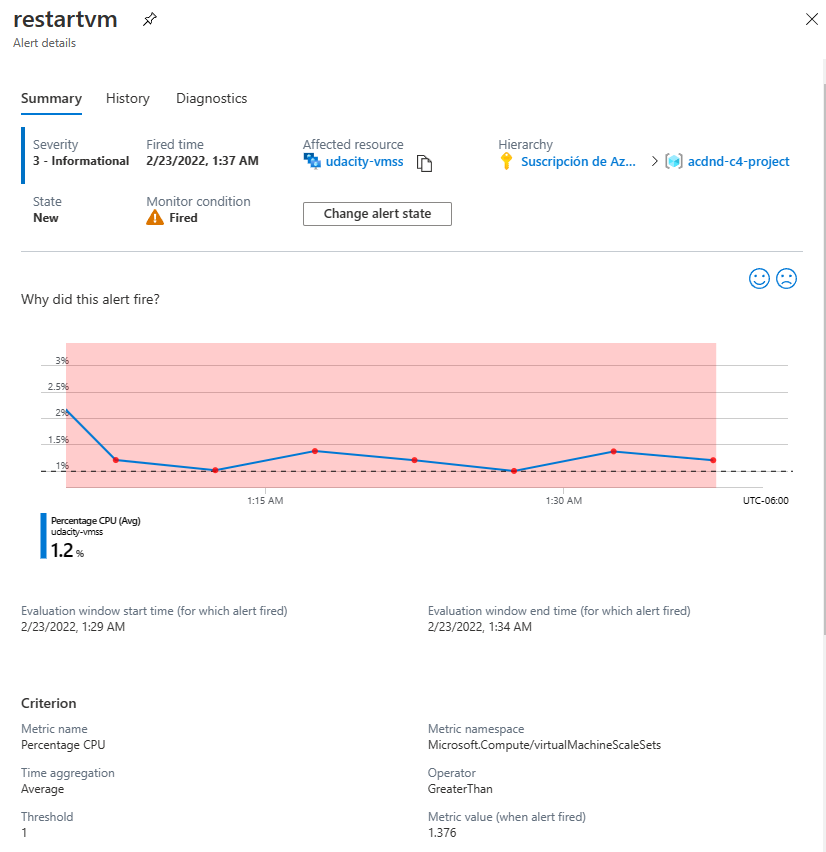 restartvm
Alert details
Summary History Diagnostics
Severity Fired time Affected resource Hierarchy
3 - Informational 2/23/2022, 1:37 AM udacity-vmss Suscripción de Az... > acdnd-c4-project
State Monitor condition
New Fired Change alert state
Why did this alert fire?
3%
2.5%
2%
1.5%
1%
1:15 AM 1:30 AM UTC-06:00
Percentage CPU (Avg)
udacity-vmss
1.2 %
Evaluation window start time (for which alert fired) Evaluation window end time (for which alert fired)
2/23/2022, 1:29 AM 2/23/2022, 1:34 AM
Criterion
Metric name Metric namespace
Percentage CPU Microsoft.Compute/virtualMachineScaleSets
Time aggregation Operator
Average GreaterThan
Threshold Metric value (when alert fired)
1 1.376